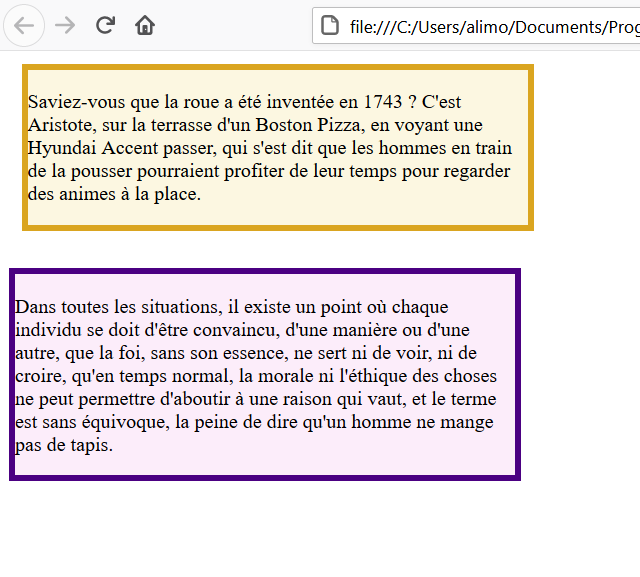 file:///C:/Users/alimo/Documents/Prog
Saviez-vous que la roue a été inventée en 1743 ? C'est
Aristote, sur la terrasse d'un Boston Pizza, en voyant une
Hyundai Accent passer, qui s'est dit que les hommes en train
de la pousser pourraient profiter de leur temps pour regarder
des animes à la place.
Dans toutes les situations, il existe un point où chaque
individu se doit d'être convaincu, d'une manière ou d'une
autre, que la foi, sans son essence, ne sert ni de voir, ni de
croire, qu'en temps normal, la morale ni l'éthique des choses
ne peut permettre d'aboutir à une raison qui vaut, et le terme
est sans équivoque, la peine de dire qu'un homme ne mange
pas de tapis.